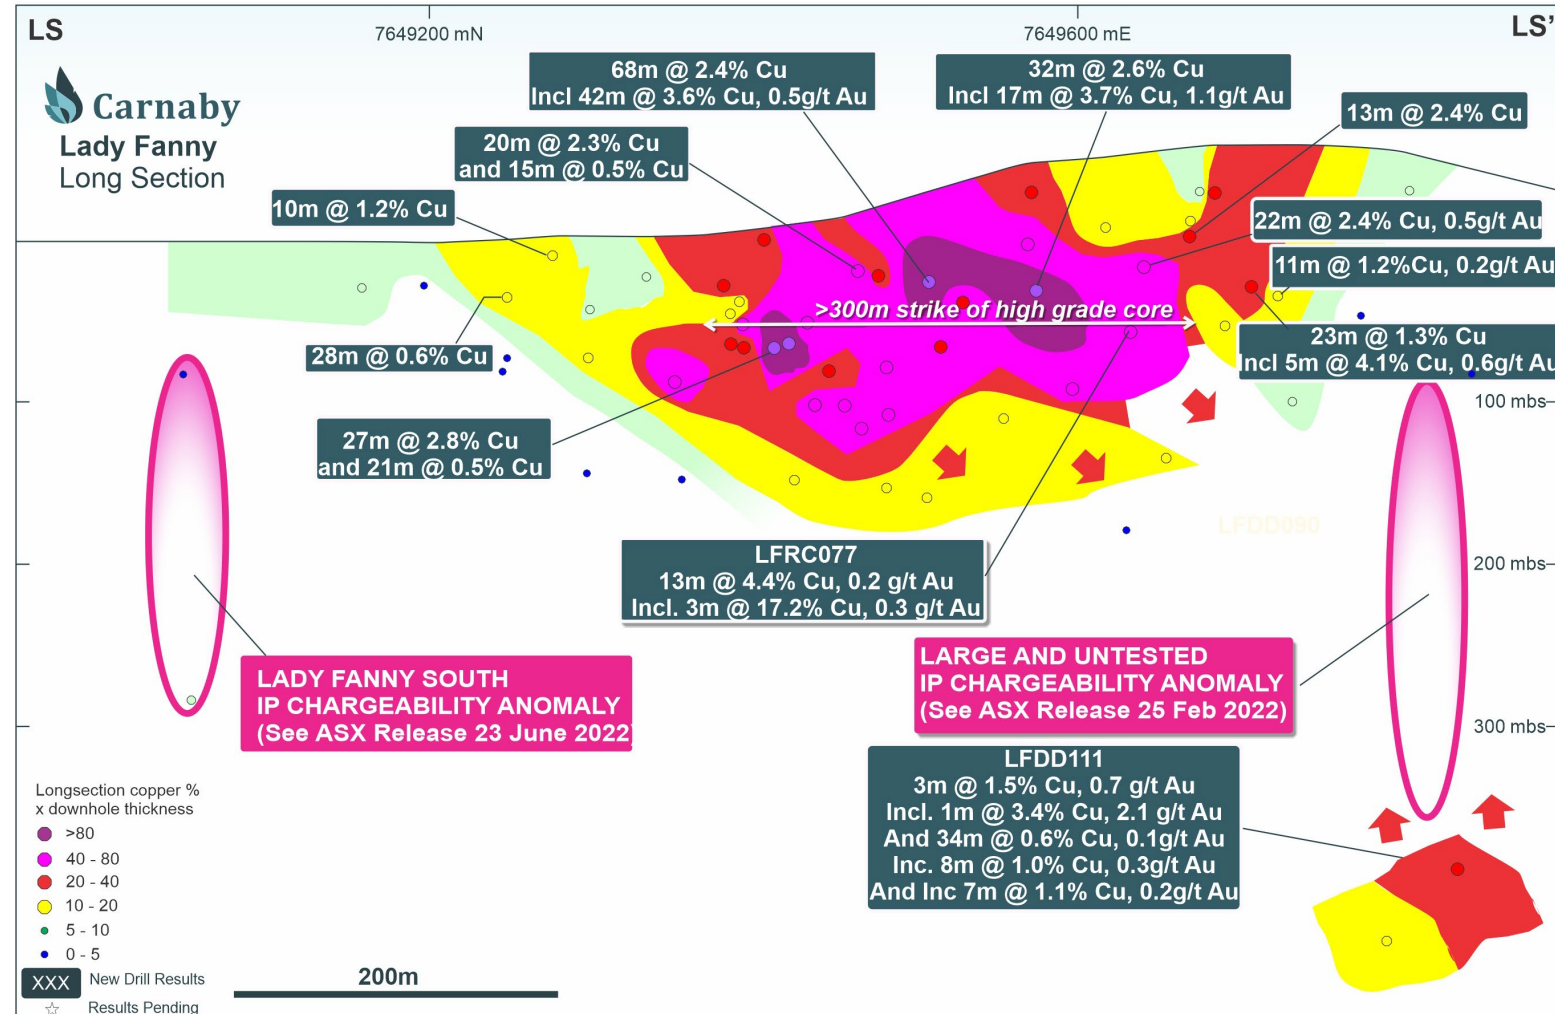 LS
7649200 mN
7649600 mE
LS'
Carnaby
Lady Fanny
Long Section
68m @ 2.4% Cu
Incl 42m @ 3.6% Cu, 0.5g/t Au
32m @ 2.6% Cu
Incl 17m @ 3.7% Cu, 1.1g/t Au
13m @ 2.4% Cu
20m @ 2.3% Cu
and 15m @ 0.5% Cu
10m @ 1.2% Cu
22m @ 2.4% Cu, 0.5g/t Au
11m @ 1.2%Cu, 0.2g/t Au
>300m strike of high grade core
23m @ 1.3% Cu
Incl 5m @ 4.1% Cu, 0.6g/t Au
28m @ 0.6% Cu
100 mbs
27m @ 2.8% Cu
and 21m @ 0.5% Cu
LFDD090
LFRC077
13m @ 4.4% Cu, 0.2 g/t Au
Incl. 3m @ 17.2% Cu, 0.3 g/t Au
200 mbs
LADY FANNY SOUTH
IP CHARGEABILITY ANOMALY
(See ASX Release 23 June 2022)
LARGE AND UNTESTED
IP CHARGEABILITY ANOMALY
(See ASX Release 25 Feb 2022)
300 mbs
LFDD111
3m @ 1.5% Cu, 0.7 g/t Au
Incl. 1m @ 3.4% Cu, 2.1 g/t Au
And 34m @ 0.6% Cu, 0.1g/t Au
Inc. 8m @ 1.0% Cu, 0.3g/t Au
And Inc 7m @ 1.1% Cu, 0.2g/t Au
Longsection copper %
x downhole thickness
>80
40 - 80
20 - 40
10 - 20
5 - 10
0 - 5
XXX New Drill Results
Results Pending
200m